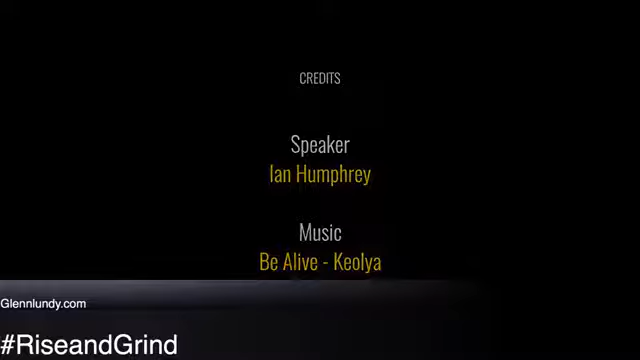 CREDITS
Speaker
Ian Humphrey
Music
Be Alive - Keolya
Glennlundy.com
#RiseandGrind